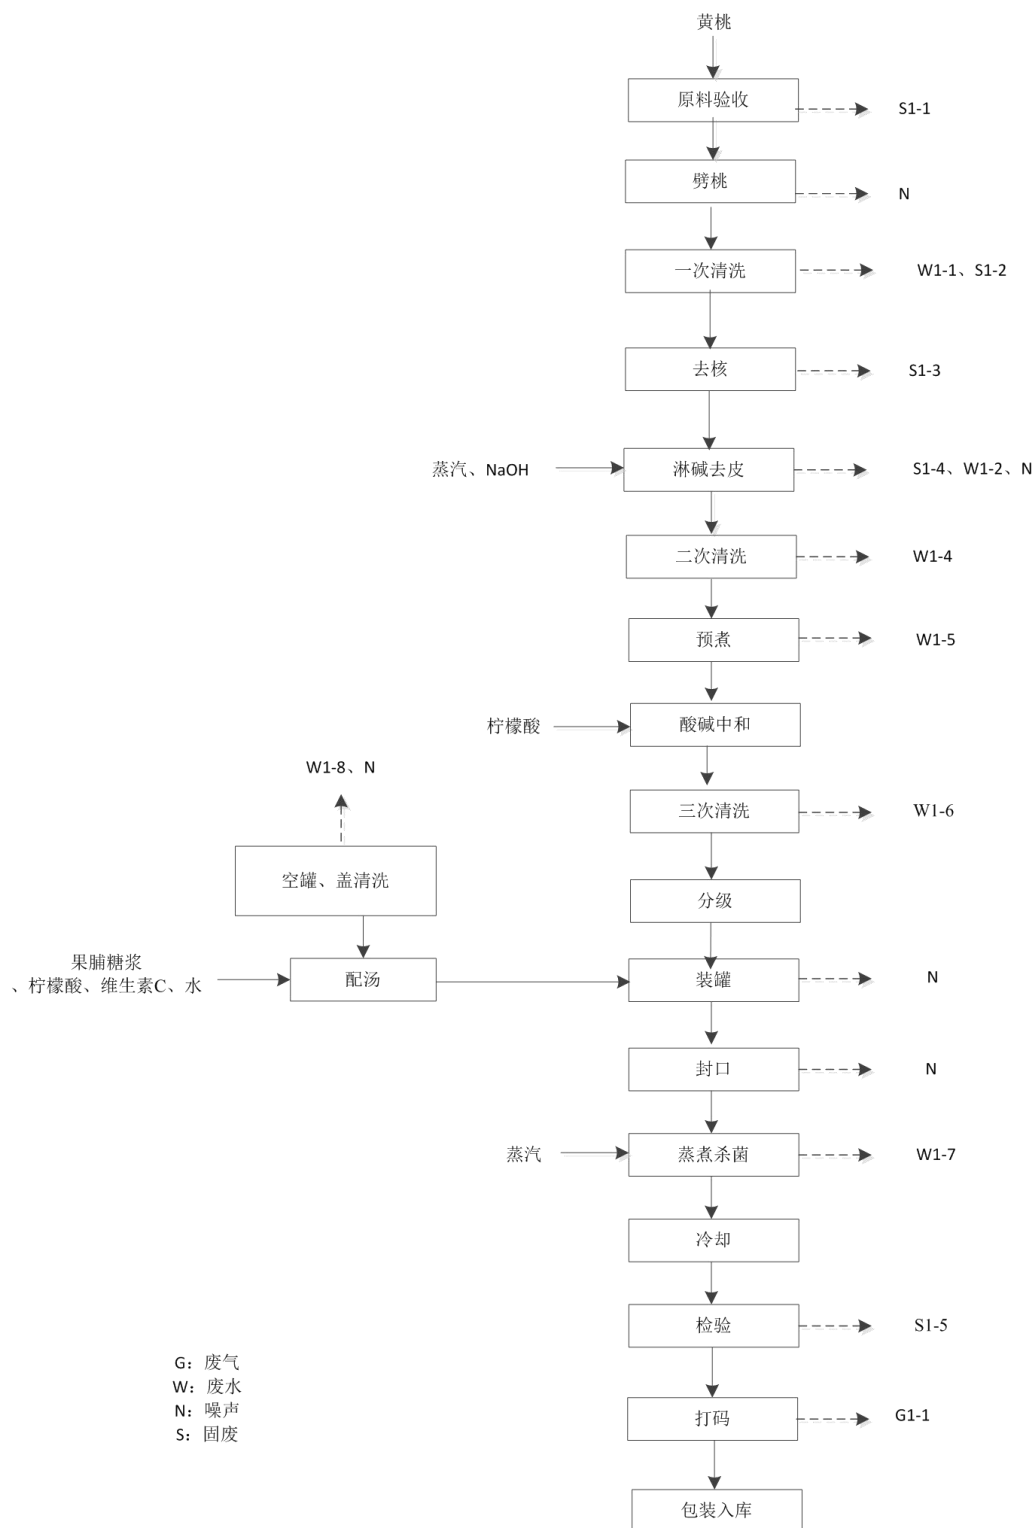 黄桃
原料验收
S1-1
劈桃
N
一次清洗
W1-1、S1-2
去核
S1-3
蒸汽、NaOH
淋碱去皮
S1-4、W1-2、N
二次清洗
W1-4
预煮
W1-5
柠檬酸
酸碱中和
W1-8、N
三次清洗
W1-6
空罐、盖清洗
分级
果脯糖浆
、柠檬酸、维生素C、水
配汤
装罐
N
封口
N
蒸汽
蒸煮杀菌
W1-7
冷却
检验
S1-5
G：废气
W：废水
N：噪声
S：固废
打码
G1-1
包装入库